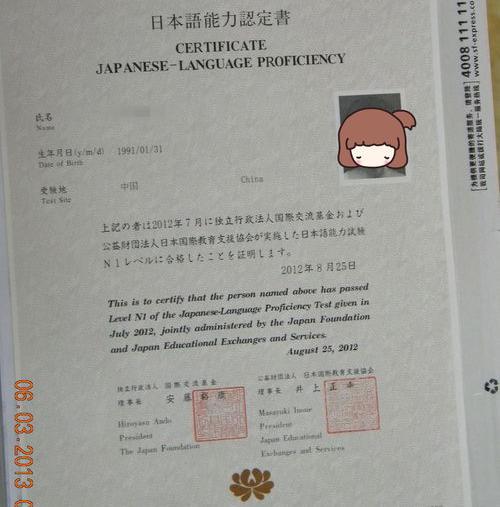 日本語能力認定書
CERTIFICATE
JAPANESE-LANGUAGE PROFICIENCY
氏名
Name
生年月日(y/m/d) 1991/01/31
Date of Birth
受験地 中国 China
Test Site
上記の者は2012年7月に独立行政法人国際交流基金および
公益財団法人日本国際教育支援協会が実施した日本語能力試験
N1レベルに合格したことを証明します。
2012年8月25日
This is to certify that the person named above has passed
Level N1 of the Japanese-Language Proficiency Test given in
July 2012, jointly administered by the Japan Foundation
and Japan Educational Exchanges and Services.
August 25, 2012
独立行政法人 国際交流基金
理事長 安藤裕康
Hiroyasu Ando
President
The Japan Foundation
公益財団法人 日本国際教育支援協会
理事長 井上正幸
Masayuki Inoue
President
Japan Educational
Exchanges and Services
4008 111 11
www.sf-express.co
06.03.2013